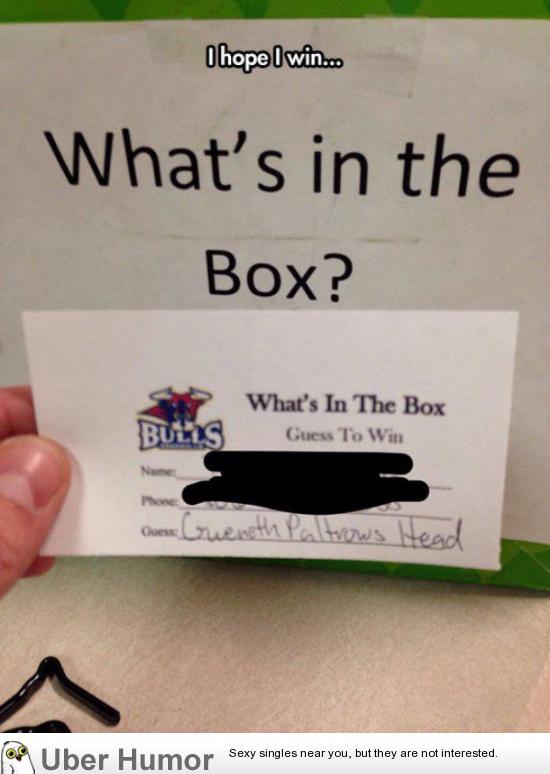 I hope I win...
What's in the
Box?
BULLS
What's In The Box
Guess To Win
Name:
Phone:
Guess: Gweneth Paltrows Head
Uber Humor
Sexy singles near you, but they are not interested.